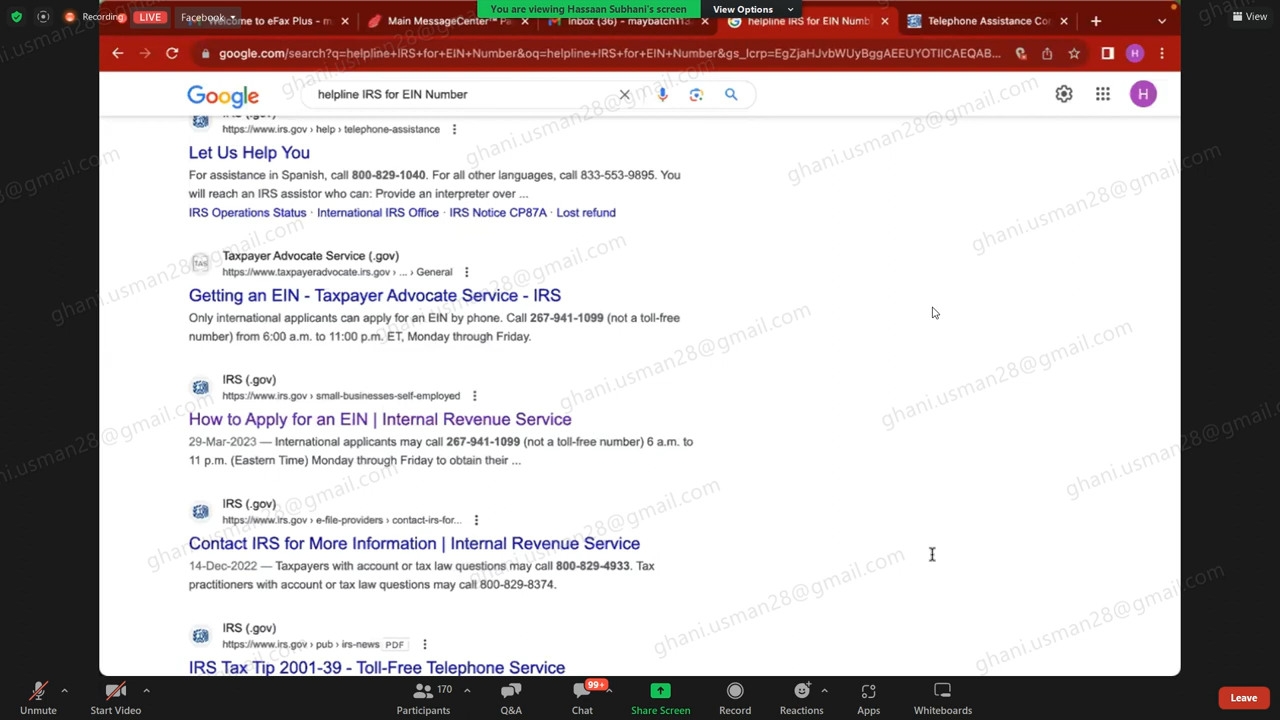 You are viewing Hassaan Subhani's screen
View Options
Recording
LIVE
Facebook
View
come to eFax Plus - m
Main MessageCenter
Inbox (36) - maybatch113
helpline IRS for EIN Numb
Telephone Assistance Co
google.com/search?q=helpline+IRS+for+EIN+Number&oq=helpline+IRS+for+EIN+Number&gs_lcrp=EgZjaHJvbWUyBggAEEUYOTIICAEQAB...
H
Google
helpline IRS for EIN Number
H
https://www.irs.gov › help › telephone-assistance
Let Us Help You
For assistance in Spanish, call 800-829-1040. For all other languages, call 833-553-9895. You
will reach an IRS assistor who can: Provide an interpreter over ...
IRS Operations Status · International IRS Office · IRS Notice CP87A · Lost refund
TAS
Taxpayer Advocate Service (.gov)
https://www.taxpayeradvocate.irs.gov › ... › General
Getting an EIN - Taxpayer Advocate Service - IRS
Only international applicants can apply for an EIN by phone. Call 267-941-1099 (not a toll-free
number) from 6:00 a.m. to 11:00 p.m. ET, Monday through Friday.
IRS (.gov)
https://www.irs.gov › small-businesses-self-employed
How to Apply for an EIN | Internal Revenue Service
29-Mar-2023 — International applicants may call 267-941-1099 (not a toll-free number) 6 a.m. to
11 p.m. (Eastern Time) Monday through Friday to obtain their ...
IRS (.gov)
https://www.irs.gov › e-file-providers › contact-irs-for...
Contact IRS for More Information | Internal Revenue Service
14-Dec-2022 — Taxpayers with account or tax law questions may call 800-829-4933. Tax
practitioners with account or tax law questions may call 800-829-8374.
IRS (.gov)
https://www.irs.gov › pub › irs-news PDF
IRS Tax Tip 2001-39 - Toll-Free Telephone Service
ghani.usman28@gmail.com
Unmute
Start Video
170
Participants
Q&A
99+
Chat
Share Screen
Record
Reactions
Apps
Whiteboards
Leave